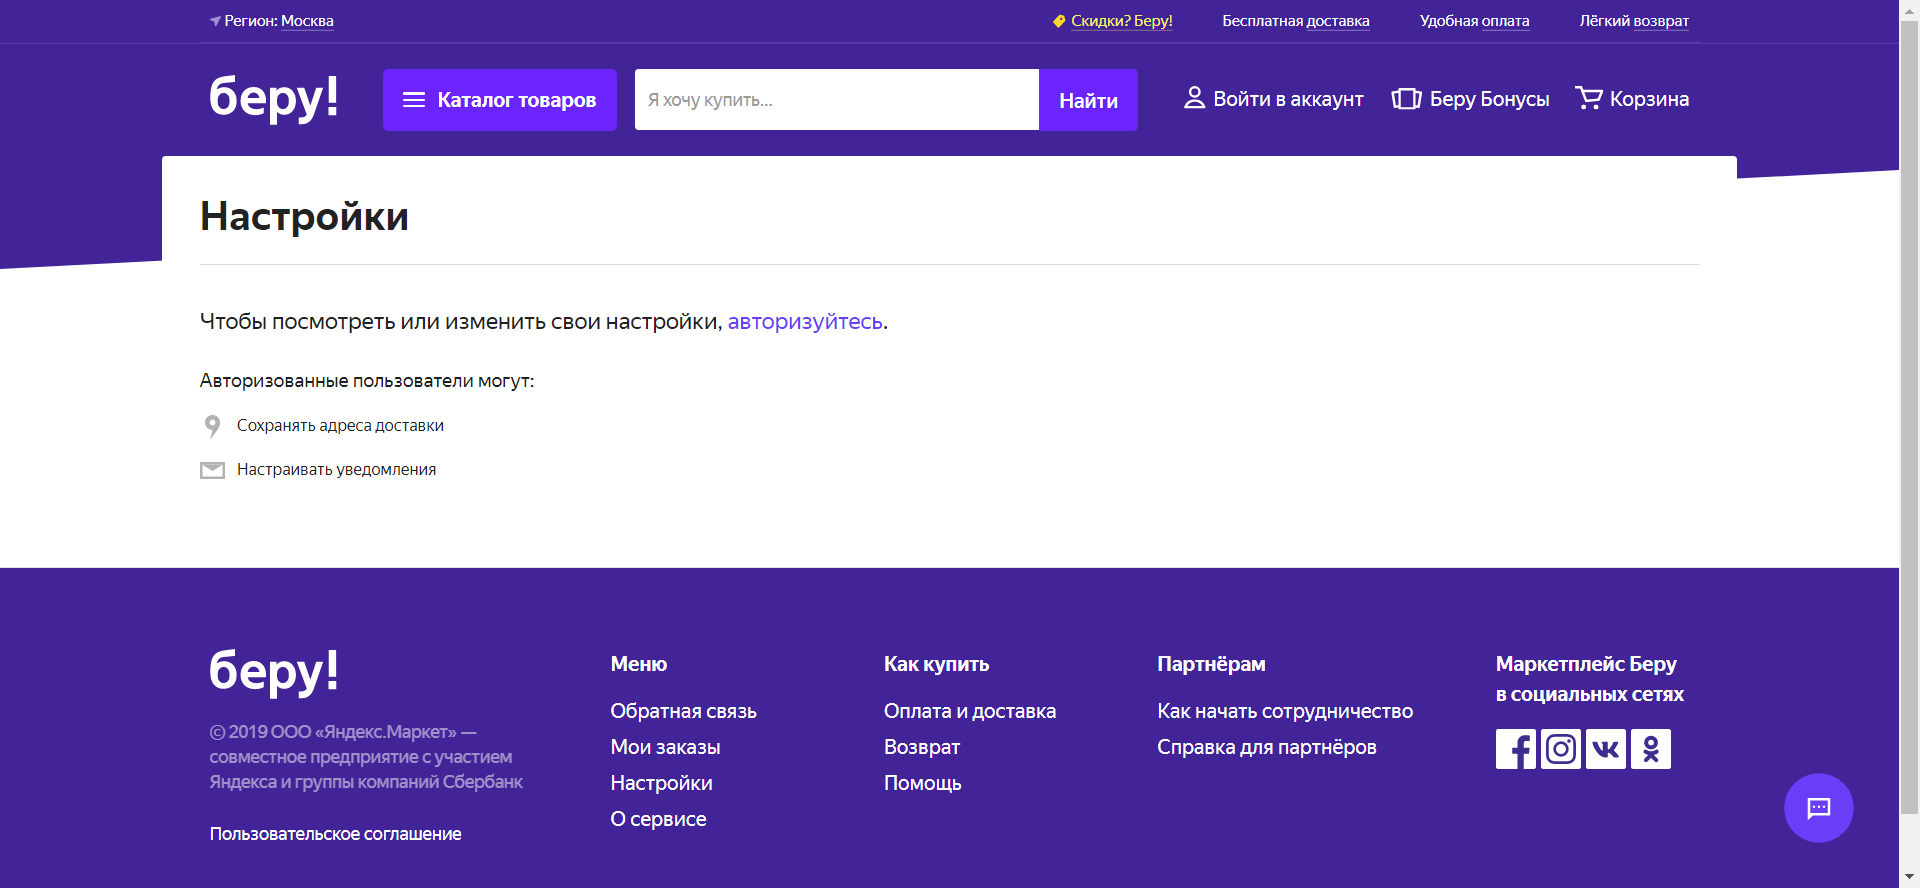 Регион: Москва
Скидки? Беру!
Бесплатная доставка
Удобная оплата
Лёгкий возврат
беру!
Каталог товаров
Я хочу купить...
Найти
Войти в аккаунт
Беру Бонусы
Корзина
Настройки
Чтобы посмотреть или изменить свои настройки, авторизуйтесь.
Авторизованные пользователи могут:
Сохранять адреса доставки
Настраивать уведомления
беру!
© 2019 ООО «Яндекс.Маркет» —
совместное предприятие с участием
Яндекса и группы компаний Сбербанк
Пользовательское соглашение
Меню
Обратная связь
Мои заказы
Настройки
О сервисе
Как купить
Оплата и доставка
Возврат
Помощь
Партнёрам
Как начать сотрудничество
Справка для партнёров
Маркетплейс Беру
в социальных сетях